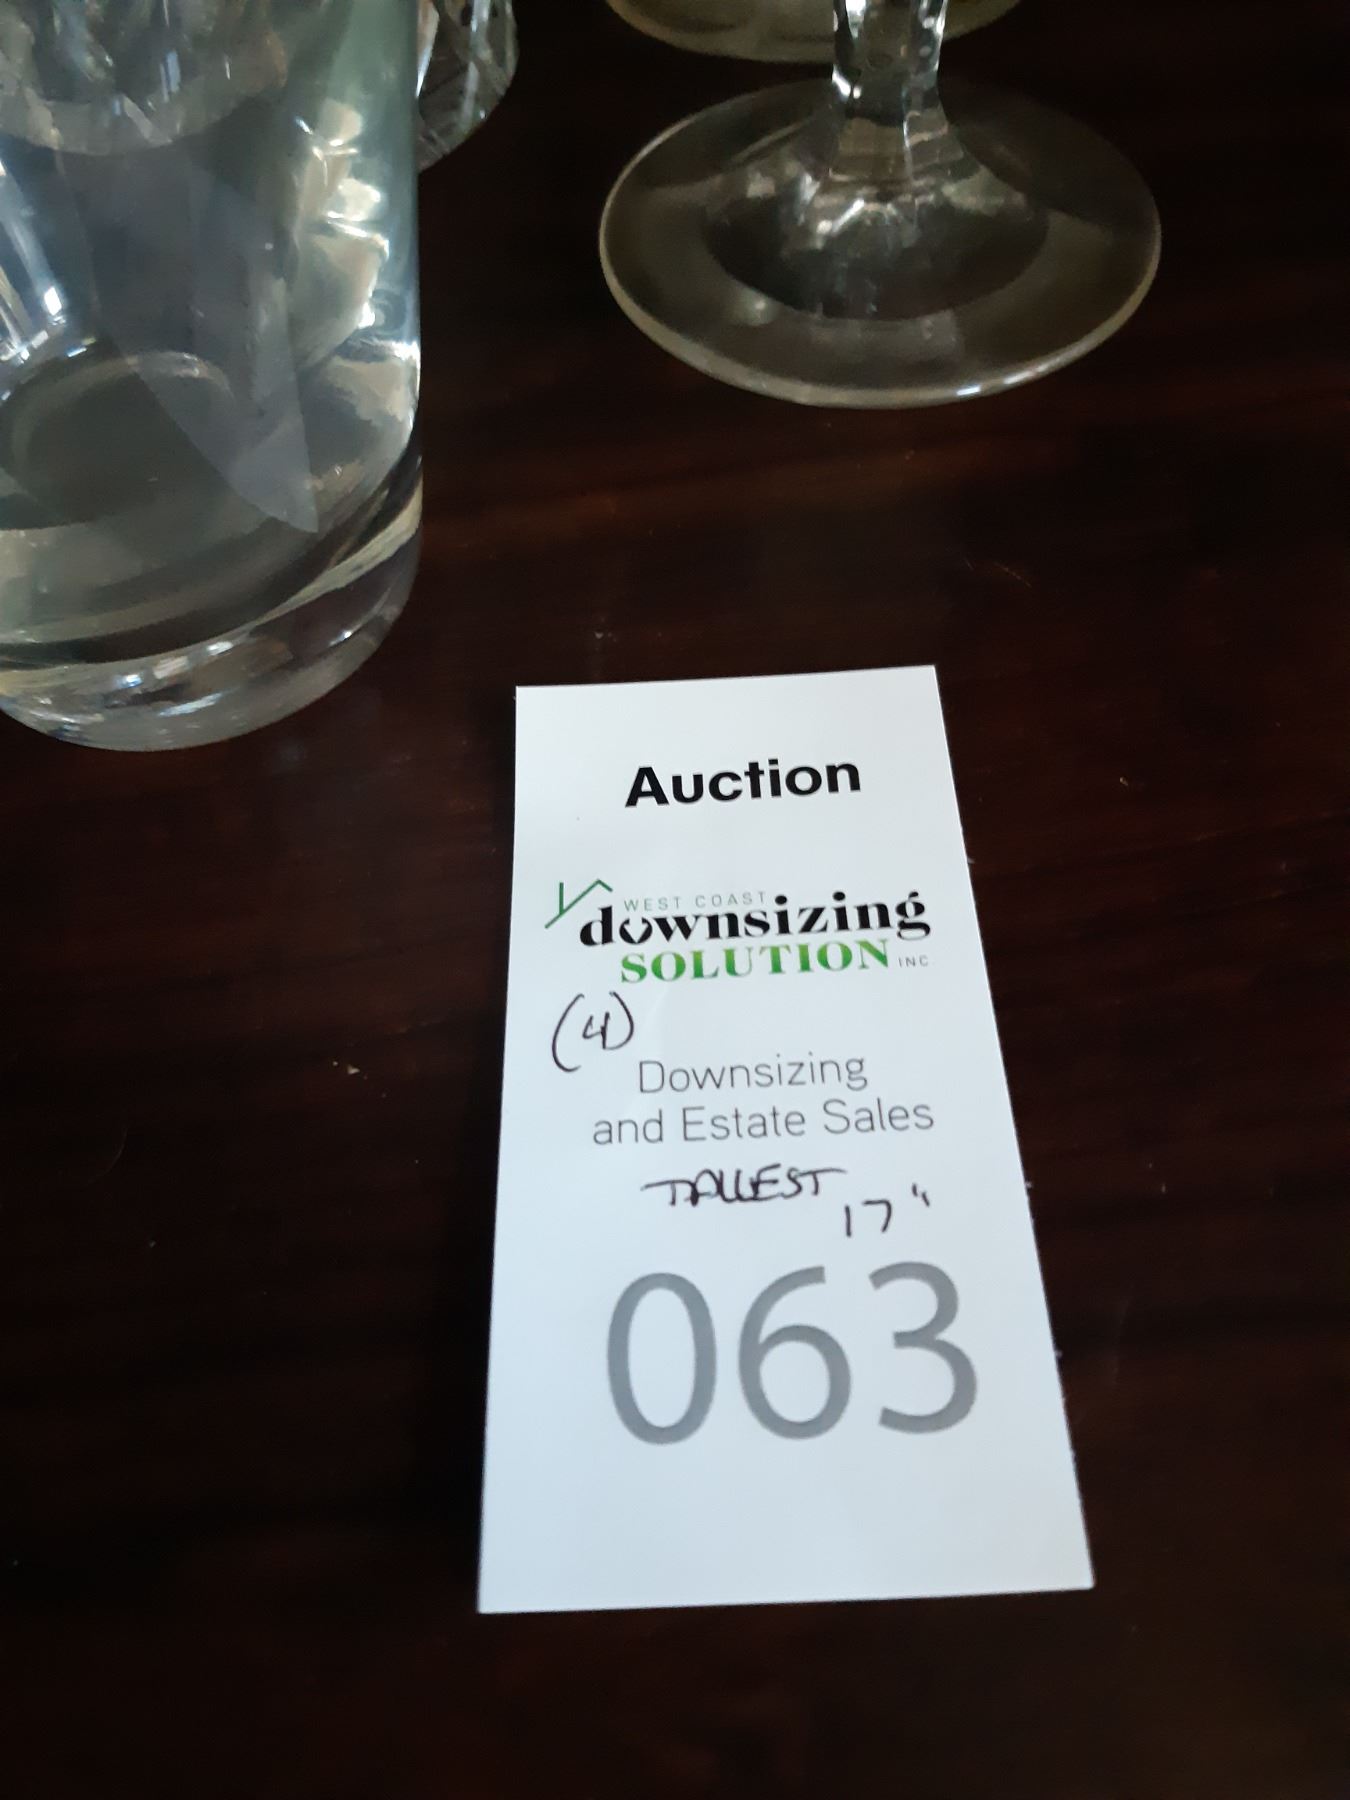 Auction
WEST COAST
downsizing
SOLUTION INC
(4)
Downsizing
and Estate Sales
TALLEST
17"
063